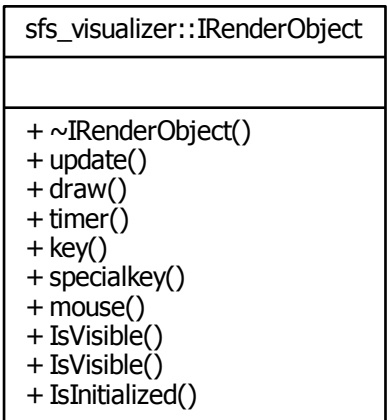 sfs_visualizer::IRenderObject
+ ~IRenderObject()
+ update()
+ draw()
+ timer()
+ key()
+ specialkey()
+ mouse()
+ IsVisible()
+ IsVisible()
+ IsInitialized()